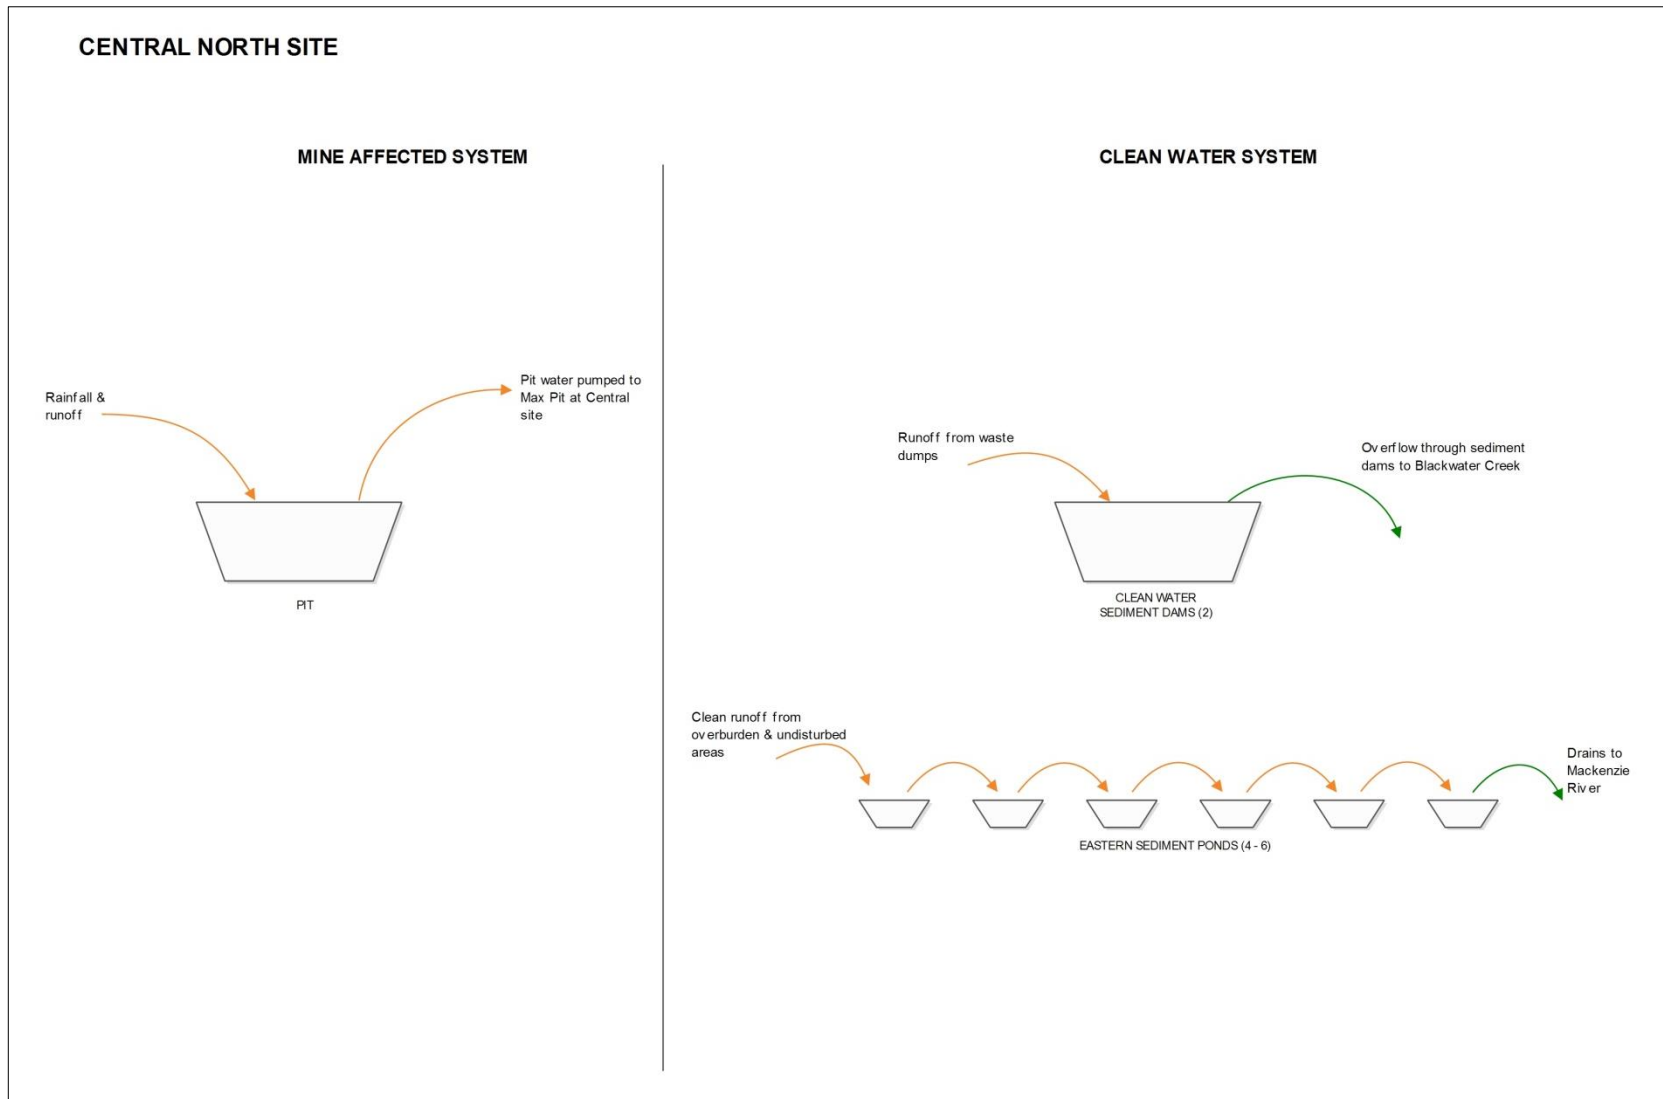 CENTRAL NORTH SITE
MINE AFFECTED SYSTEM
CLEAN WATER SYSTEM
Rainfall &
runoff
Pit water pumped to
Max Pit at Central
site
PIT
Runoff from waste
dumps
Overflow through sediment
dams to Blackwater Creek
CLEAN WATER
SEDIMENT DAMS (2)
Clean runoff from
overburden & undisturbed
areas
Drains to
Mackenzie
River
EASTERN SEDIMENT PONDS (4 - 6)